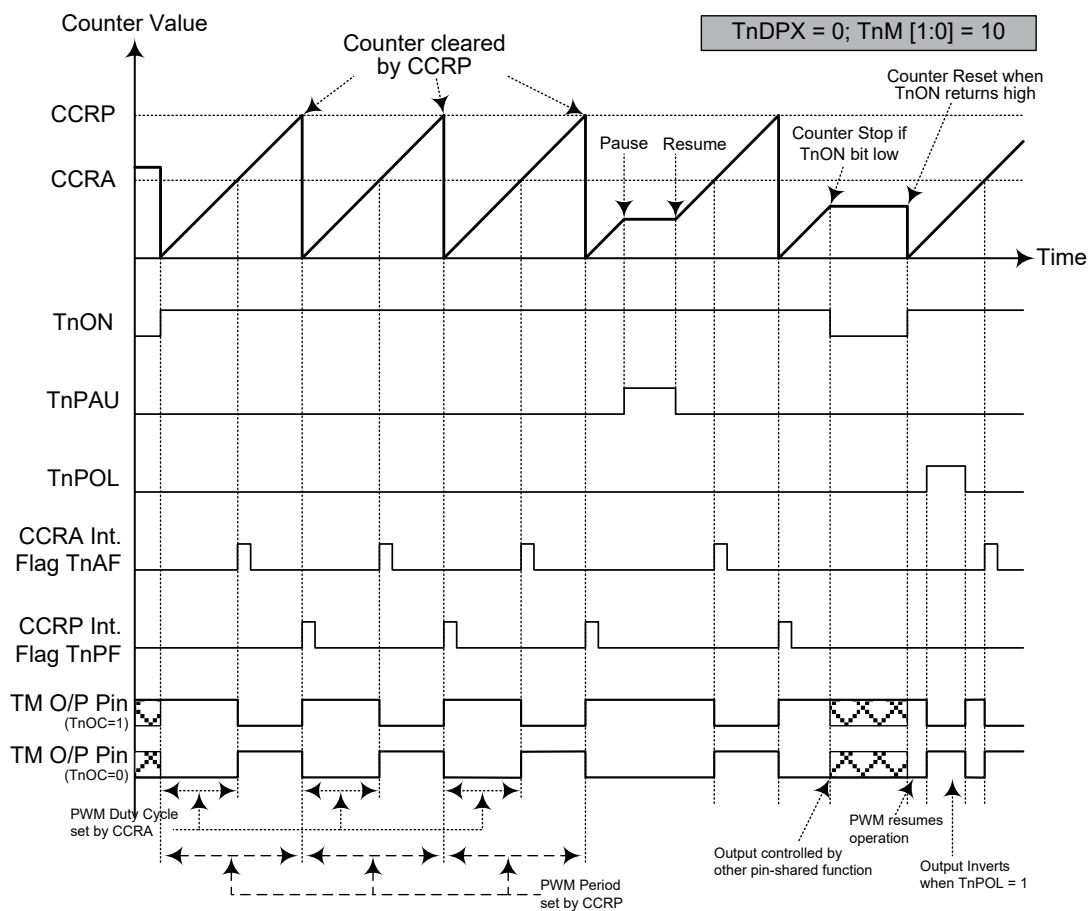 Counter Value
TnDPX = 0; TnM [1:0] = 10
Counter cleared
by CCRP
Counter Reset when
TnON returns high
CCRP
Pause
Resume
Counter Stop if
TnON bit low
CCRA
Time
TnON
TnPAU
TnPOL
CCRA Int.
Flag TnAF
CCRP Int.
Flag TnPF
TM O/P Pin
(TnOC=1)
TM O/P Pin
(TnOC=0)
PWM Duty Cycle
set by CCRA
PWM resumes
operation
Output controlled by
other pin-shared function
Output Inverts
when TnPOL = 1
PWM Period
set by CCRP